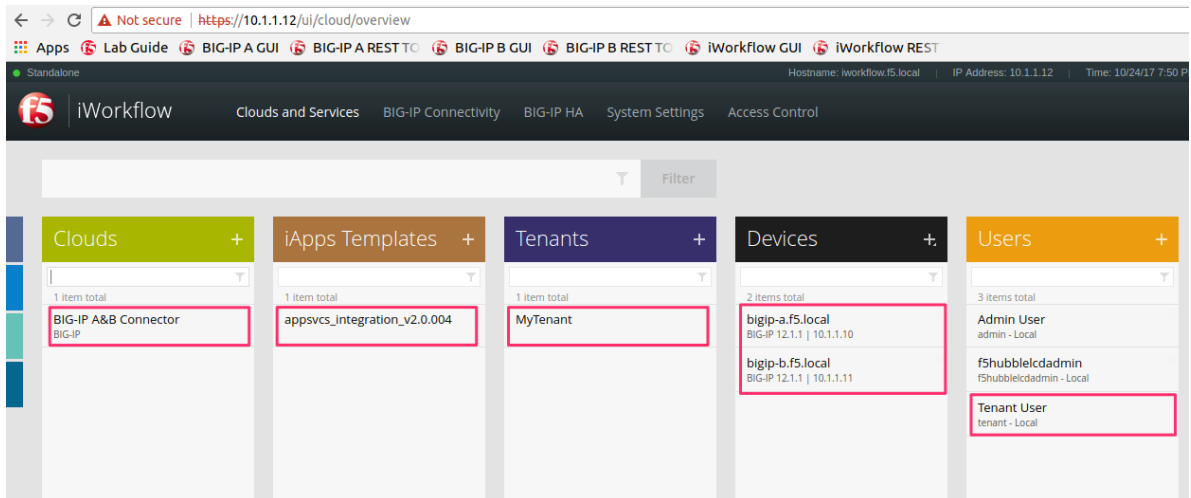 Not secure | https://10.1.1.12/ui/cloud/overview
Apps Lab Guide BIG-IP A GUI BIG-IP A REST TO BIG-IP B GUI BIG-IP B REST TO iWorkflow GUI iWorkflow REST
Standalone Hostname: iworkflow.f5.local | IP Address: 10.1.1.12 | Time: 10/24/17 7:50 P
f5 iWorkflow Clouds and Services BIG-IP Connectivity BIG-IP HA System Settings Access Control
Filter
Clouds + iApps Templates + Tenants + Devices + Users +
1 item total 1 item total 1 item total 2 items total 3 items total
BIG-IP A&B Connector appsvcs_integration_v2.0.004 MyTenant bigip-a.f5.local Admin User
BIG-IP BIG-IP 12.1.1 | 10.1.1.10 admin - Local
bigip-b.f5.local f5hubblelcdadmin
BIG-IP 12.1.1 | 10.1.1.11 f5hubblelcdadmin - Local
Tenant User
tenant - Local